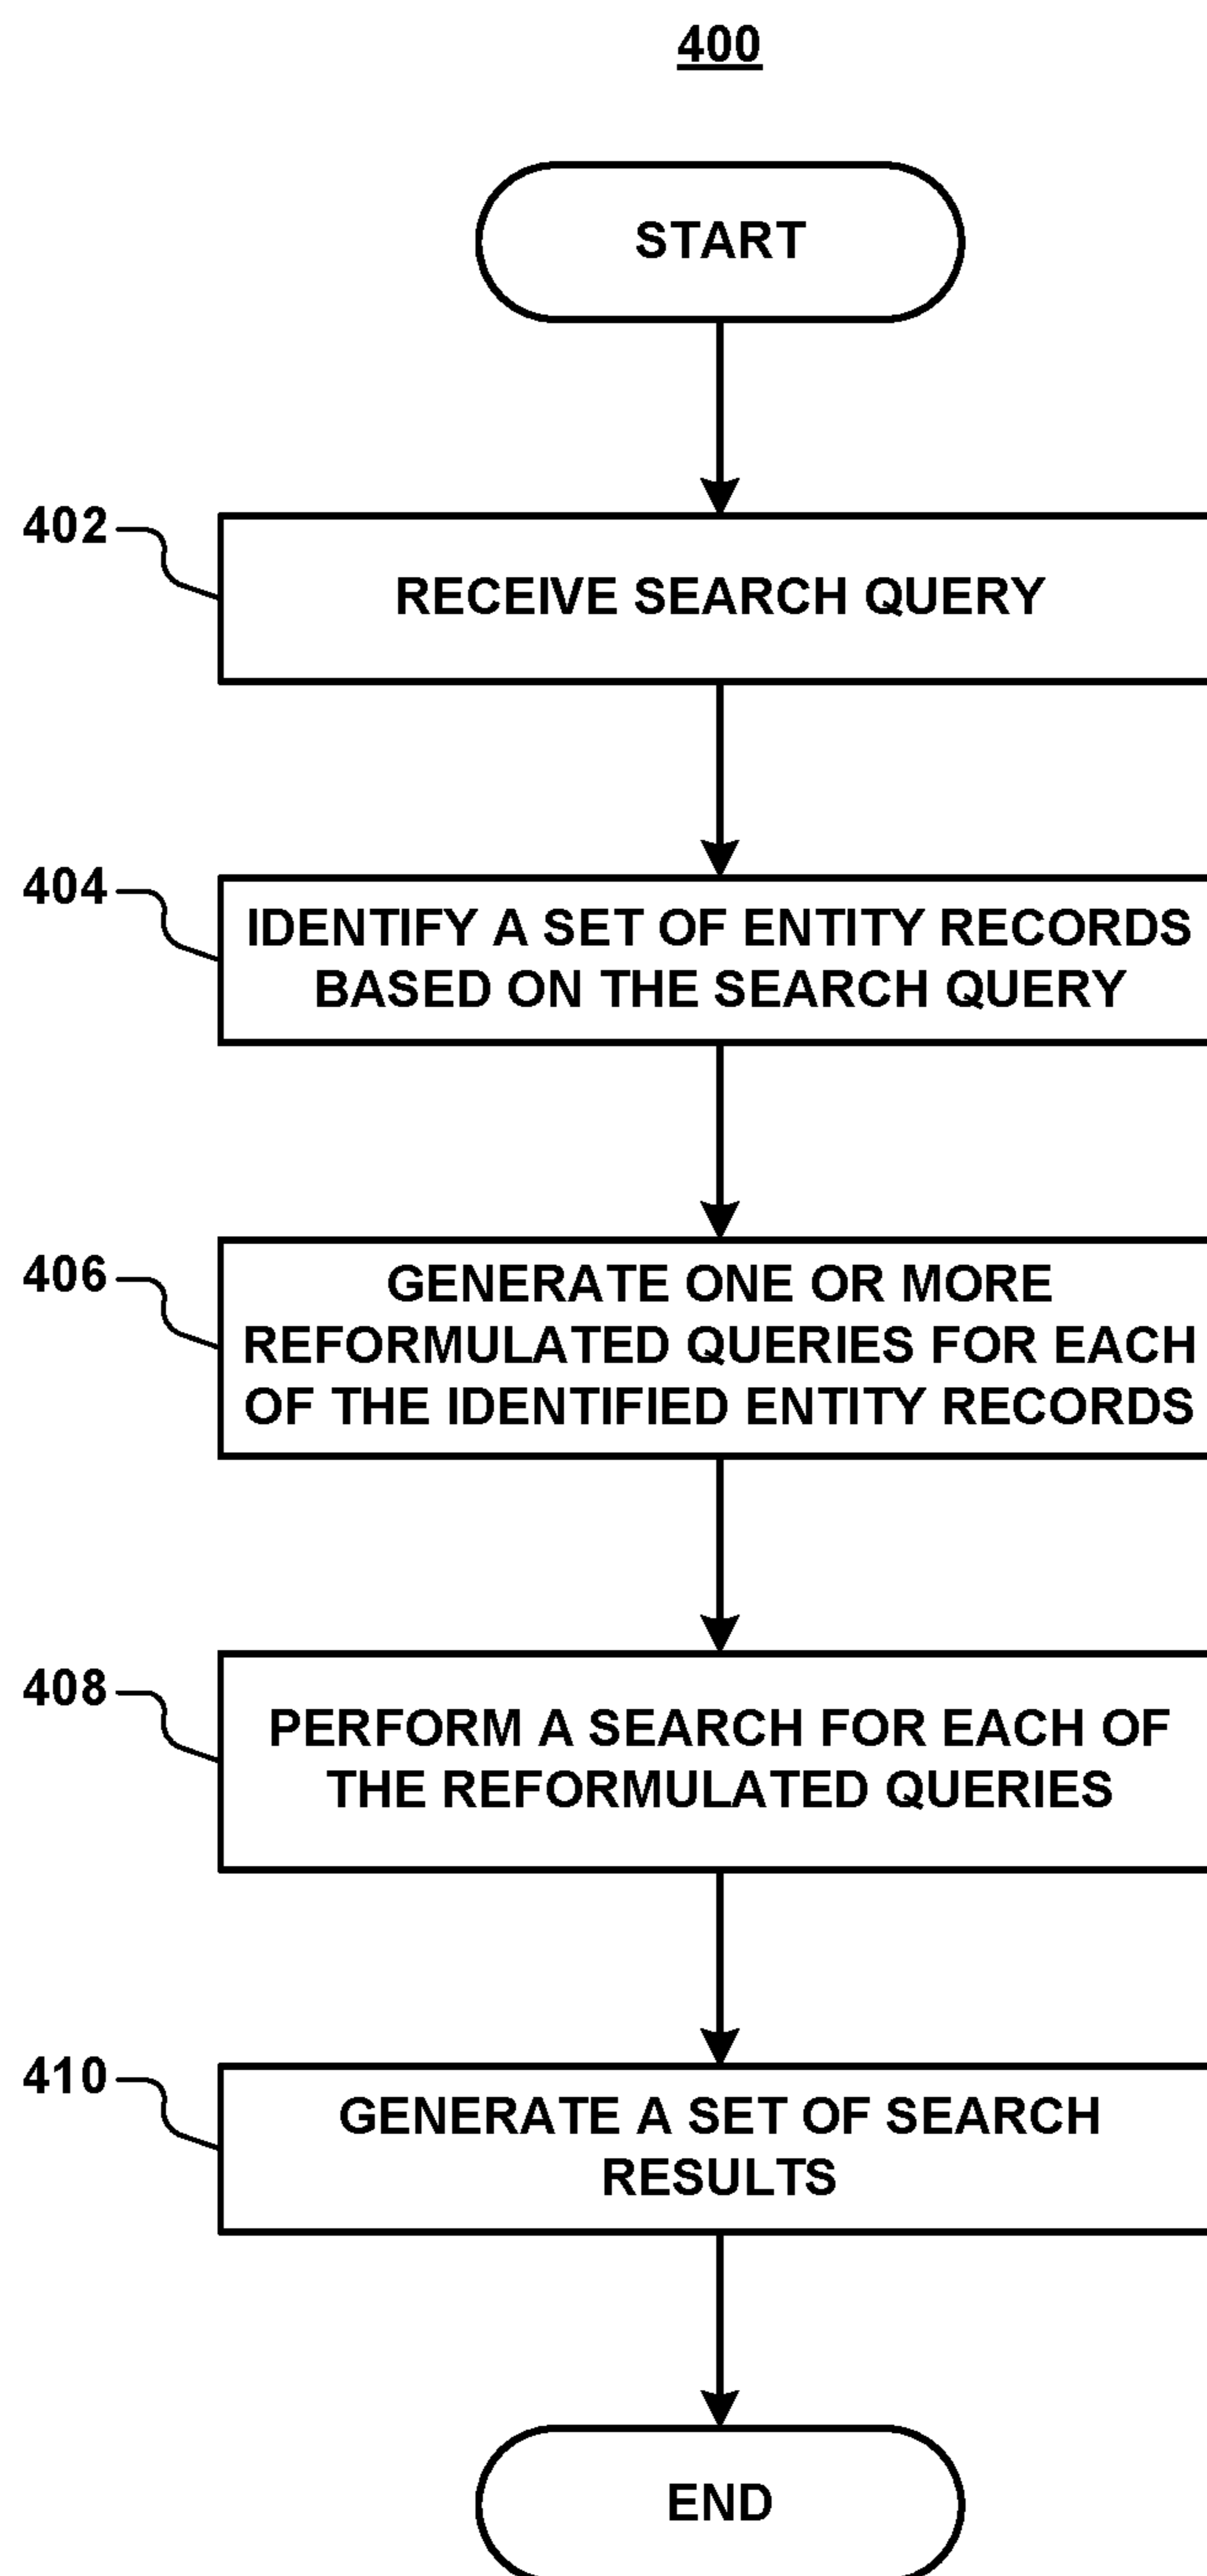 400
START
402
RECEIVE SEARCH QUERY
404
IDENTIFY A SET OF ENTITY RECORDS
BASED ON THE SEARCH QUERY
406
GENERATE ONE OR MORE
REFORMULATED QUERIES FOR EACH
OF THE IDENTIFIED ENTITY RECORDS
408
PERFORM A SEARCH FOR EACH OF
THE REFORMULATED QUERIES
410
GENERATE A SET OF SEARCH
RESULTS
END